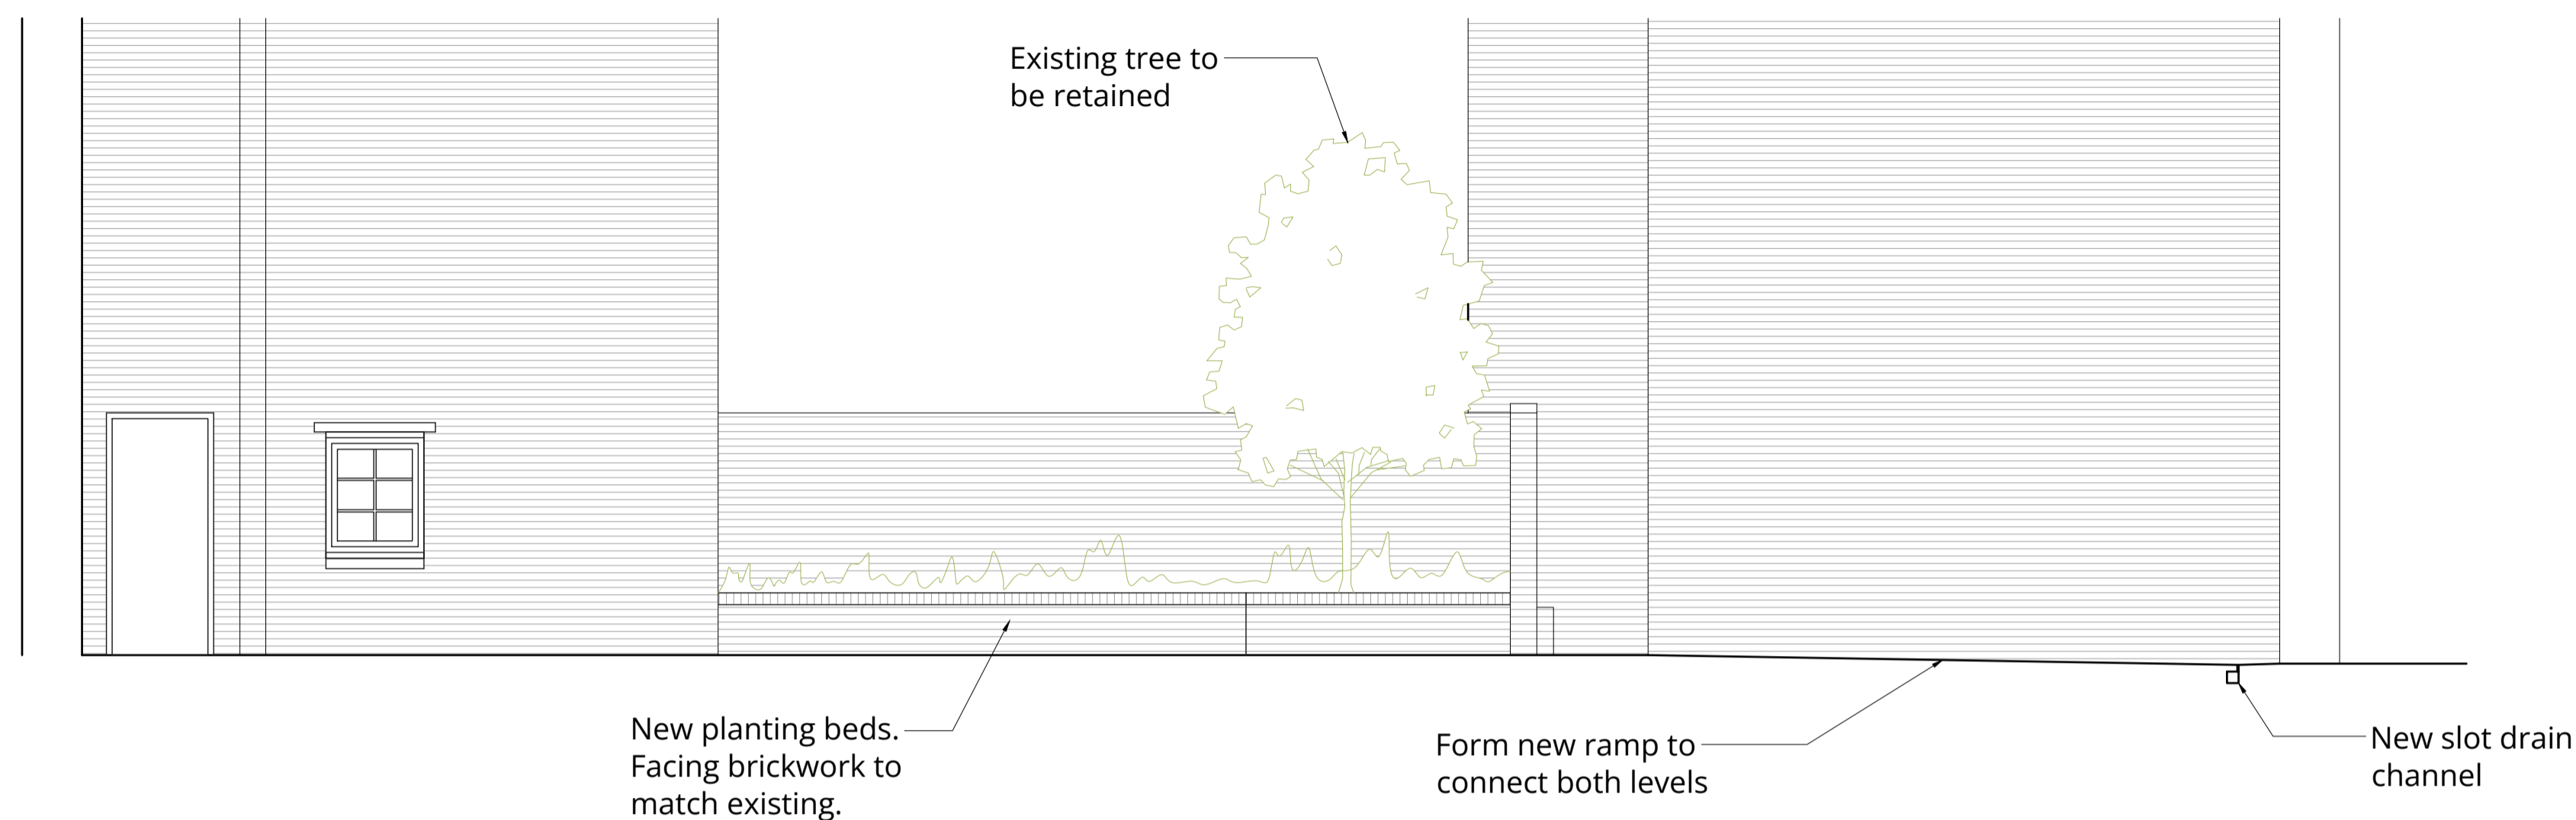 Existing tree to
be retained
New planting beds.
Facing brickwork to
match existing.
Form new ramp to
connect both levels
New slot drain
channel